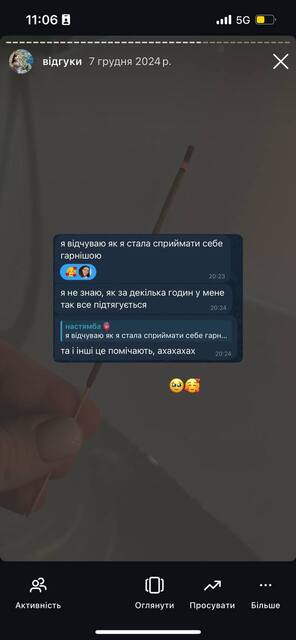 11:06
5G
відгуки 7 грудня 2024 р.
я відчуваю як я стала сприймати себе
гарнішою
20:23
я не знаю, як за декілька годин у мене
так все підтягується
20:24
настямба
я відчуваю як я стала сприймати себе гарн...
та і інші це помічають, ахахахах
20:24
Активність Оглянути Просувати Більше